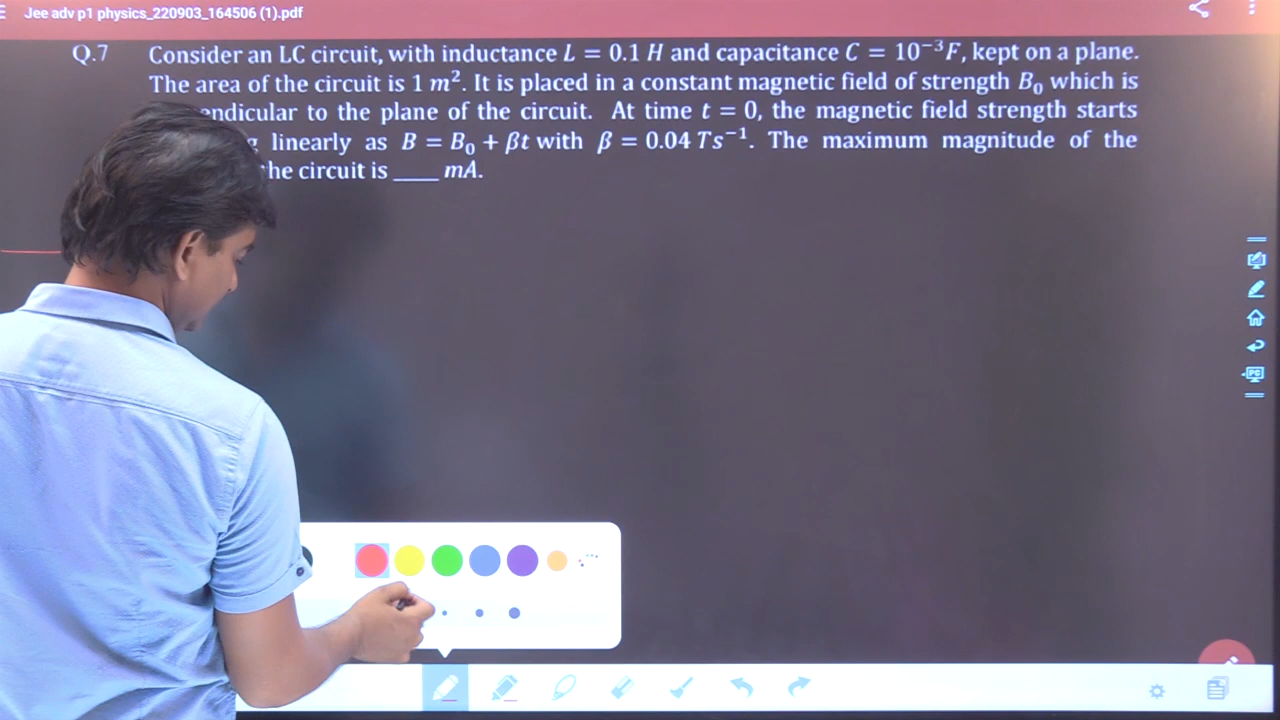 Jee adv p1 physics_220903_164506 (1).pdf
Q.7 Consider an LC circuit, with inductance L = 0.1 H and capacitance C = 10⁻³F, kept on a plane.
The area of the circuit is 1 m². It is placed in a constant magnetic field of strength B₀ which is
endicular to the plane of the circuit. At time t = 0, the magnetic field strength starts
linearly as B = B₀ + βt with β = 0.04 Ts⁻¹. The maximum magnitude of the
he circuit is ____ mA.
PC